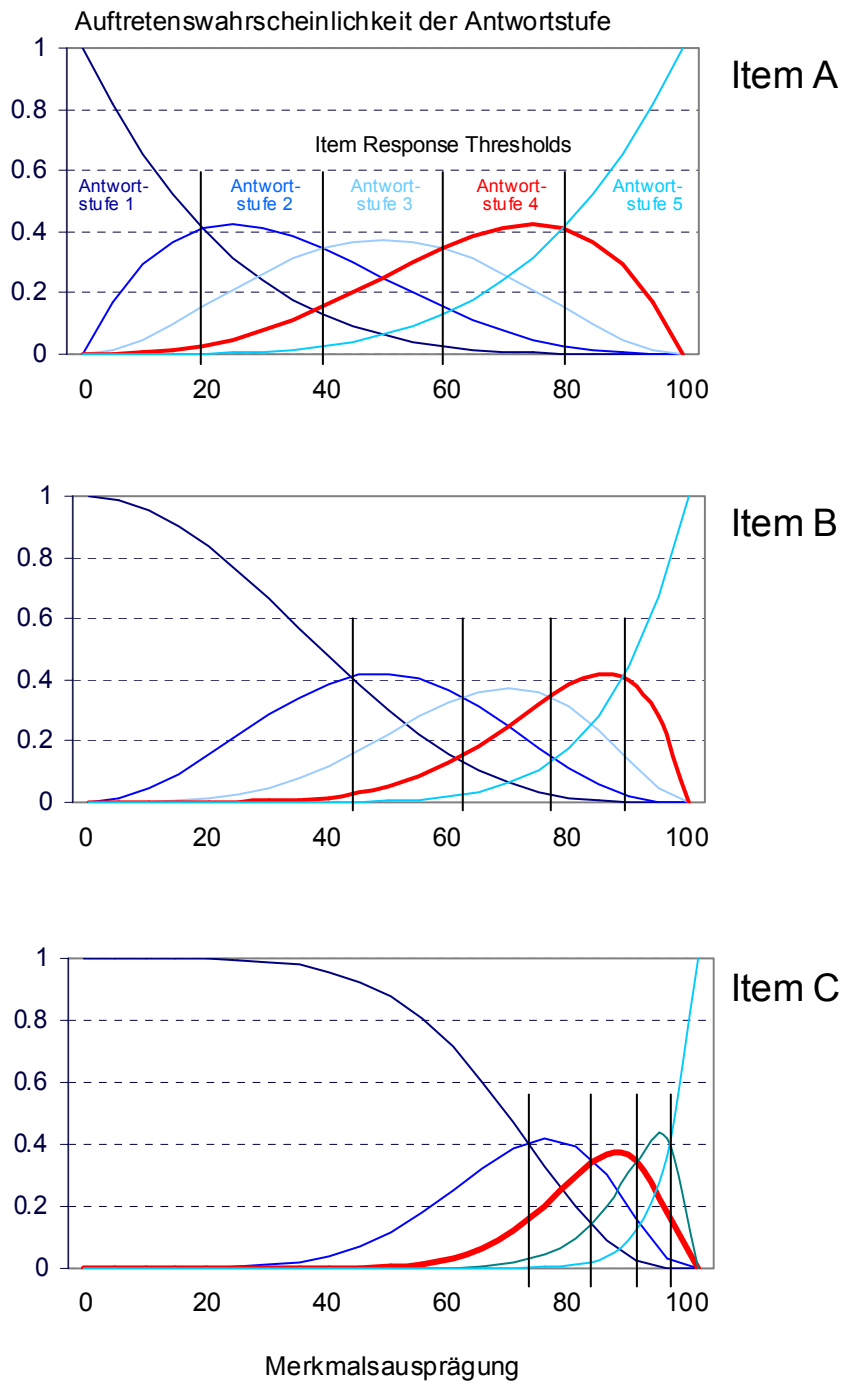 Auftretenswahrscheinlichkeit der Antwortstufe
Item A
1
0.8
0.6
0.4
0.2
0
Item Response Thresholds
Antwort-
stufe 1
Antwort-
stufe 2
Antwort-
stufe 3
Antwort-
stufe 4
Antwort-
stufe 5
0 20 40 60 80 100
Item B
1
0.8
0.6
0.4
0.2
0
0 20 40 60 80 100
Item C
1
0.8
0.6
0.4
0.2
0
0 20 40 60 80 100
Merkmalsausprägung